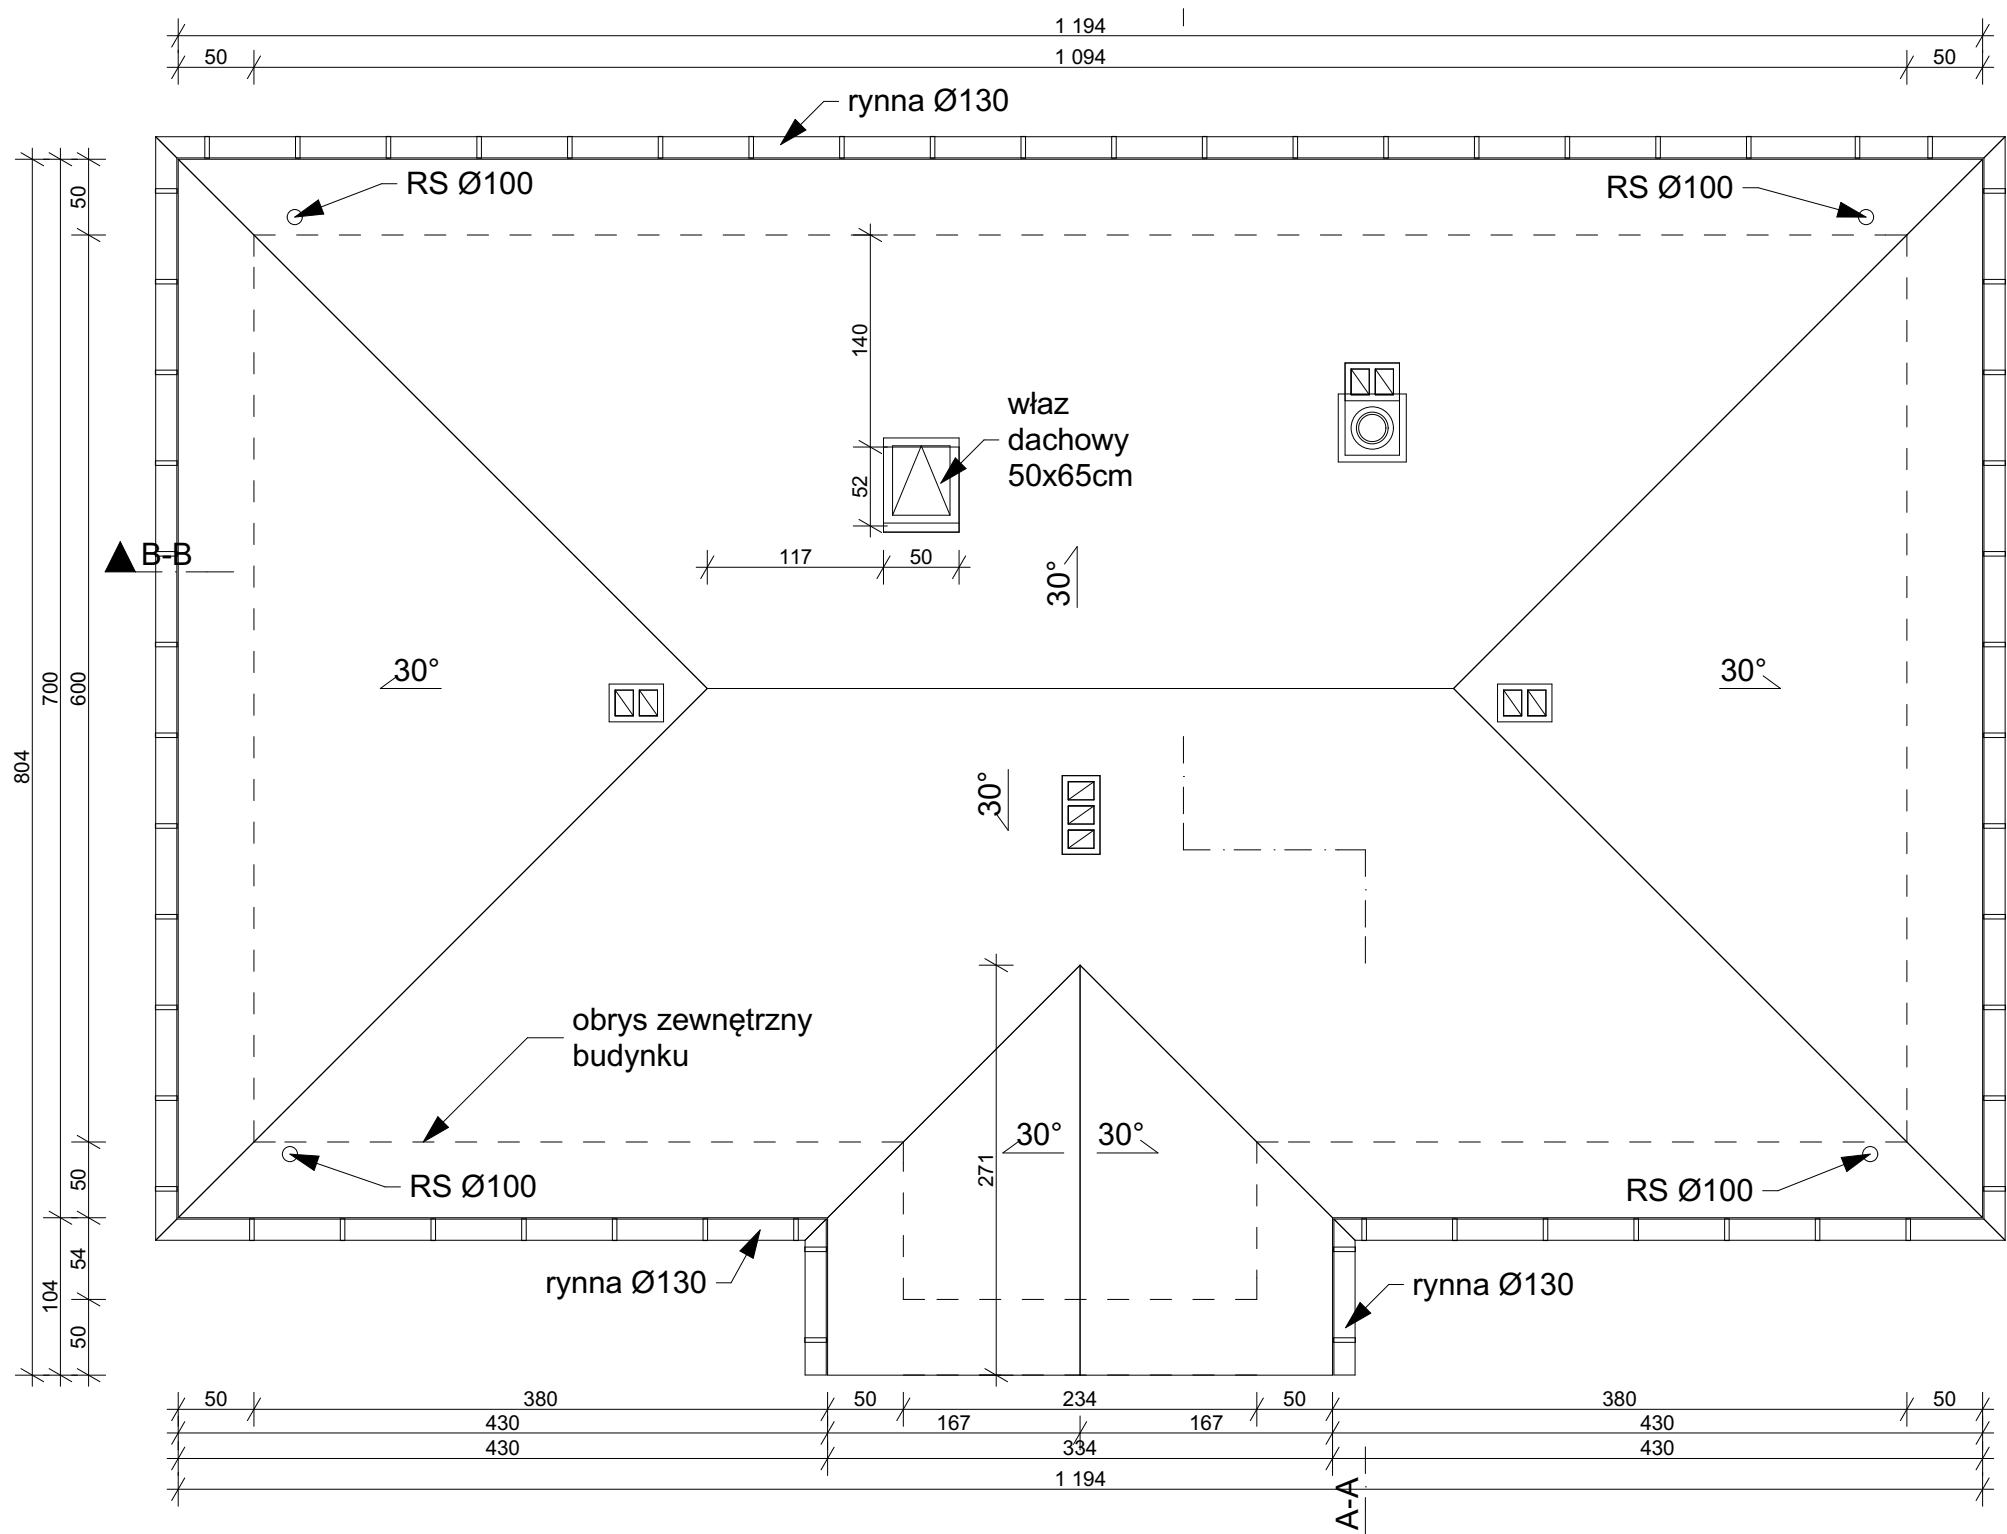 1 194
50
1 094
50
rynna Ø130
RS Ø100
RS Ø100
50
140
właz
dachowy
50x65cm
52
B-B
117
50
30°
30°
30°
700
600
804
30°
obrys zewnętrzny
budynku
30°
30°
271
50
RS Ø100
RS Ø100
54
104
rynna Ø130
rynna Ø130
50
50
380
50
234
50
380
50
430
167
167
430
430
334
430
1 194
A-A